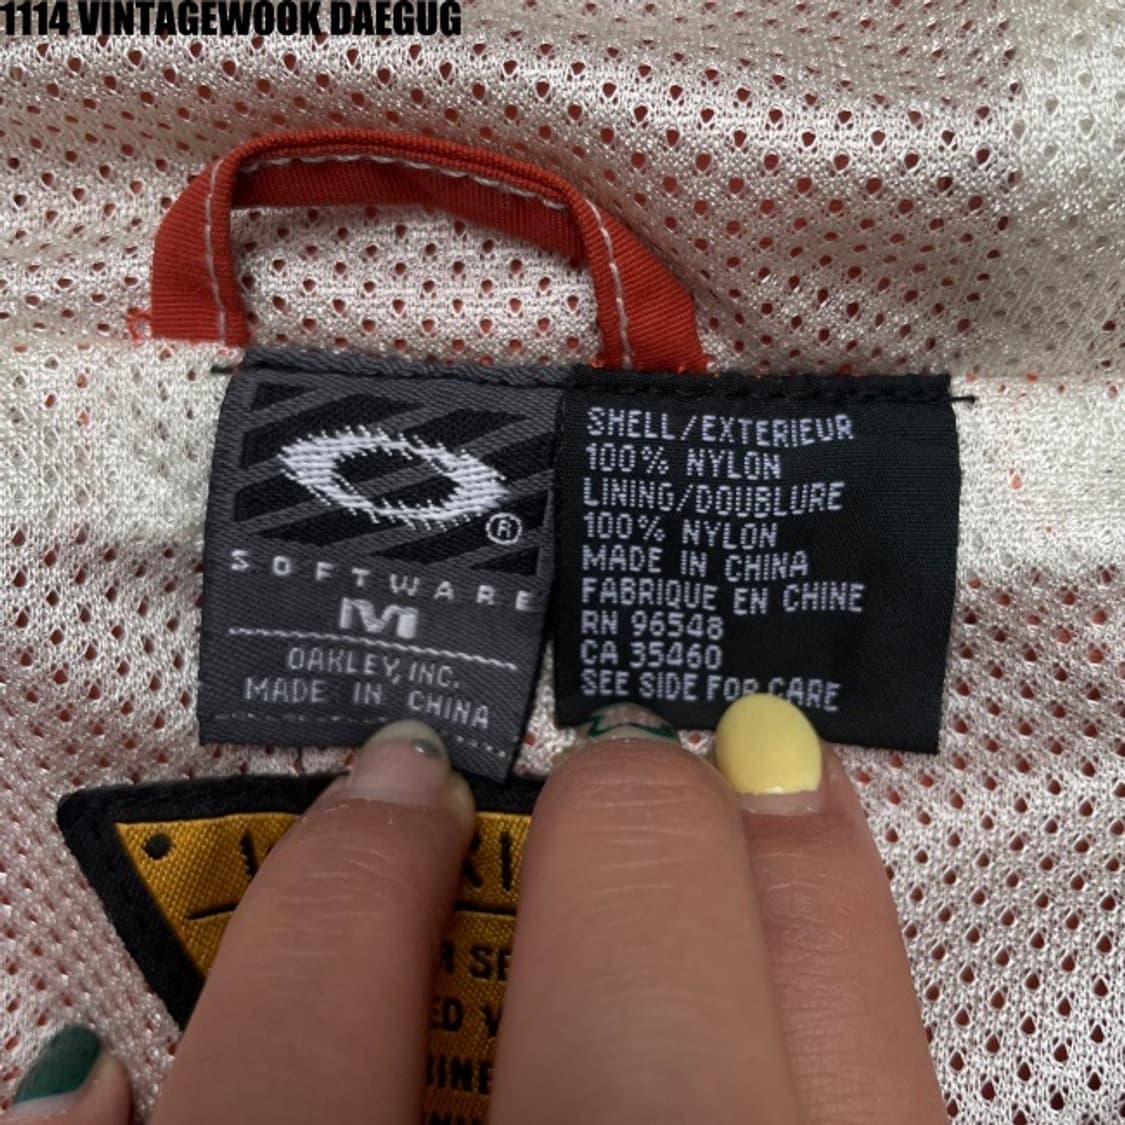 1114 VINTAGEWOOK DAEGUG
®
SOFTWARE
M
OAKLEY, INC.
MADE IN CHINA
SHELL/EXTERIEUR
100% NYLON
LINING/DOUBLURE
100% NYLON
MADE IN CHINA
FABRIQUE EN CHINE
RN 96548
CA 35460
SEE SIDE FOR CARE